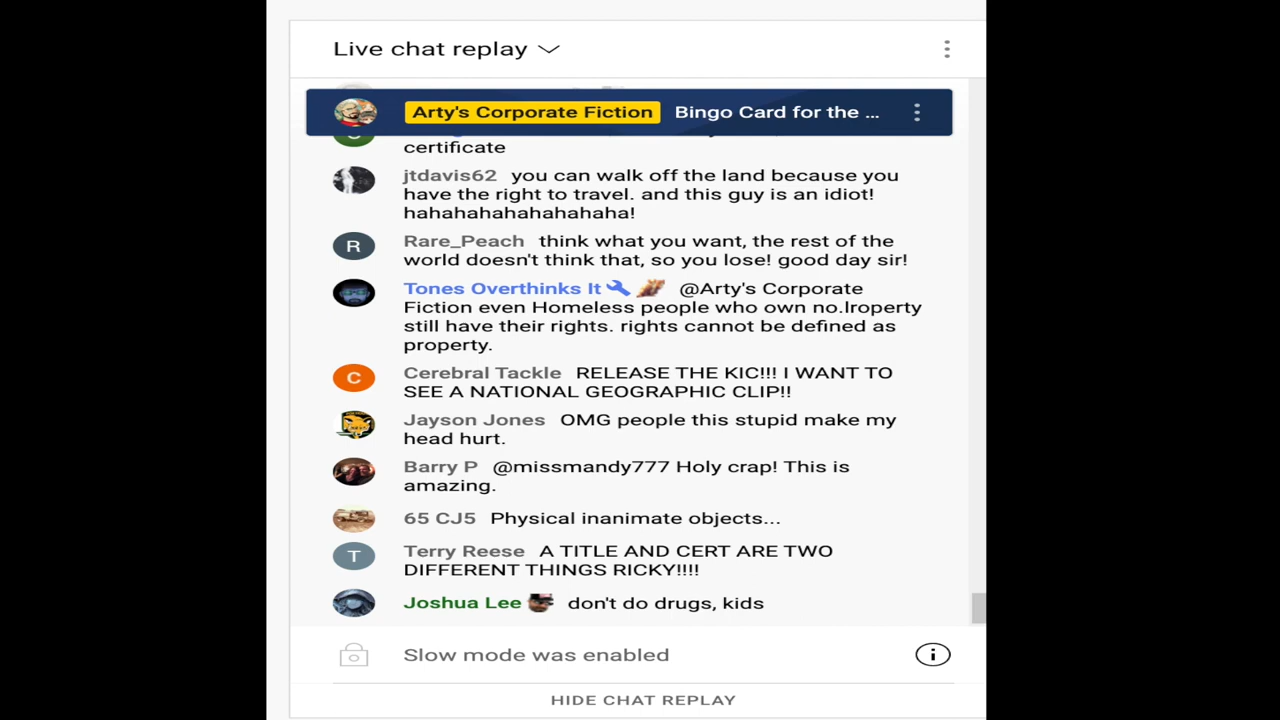 Live chat replay
Arty's Corporate Fiction Bingo Card for the ...
certificate
jtdavis62 you can walk off the land because you
have the right to travel. and this guy is an idiot!
hahahahahahahahaha!
R Rare_Peach think what you want, the rest of the
world doesn't think that, so you lose! good day sir!
Tones Overthinks It @Arty's Corporate
Fiction even Homeless people who own no.lroperty
still have their rights. rights cannot be defined as
property.
C Cerebral Tackle RELEASE THE KIC!!! I WANT TO
SEE A NATIONAL GEOGRAPHIC CLIP!!
Jayson Jones OMG people this stupid make my
head hurt.
Barry P @missmandy777 Holy crap! This is
amazing.
65 CJ5 Physical inanimate objects...
T Terry Reese A TITLE AND CERT ARE TWO
DIFFERENT THINGS RICKY!!!!
Joshua Lee don't do drugs, kids
Slow mode was enabled
HIDE CHAT REPLAY